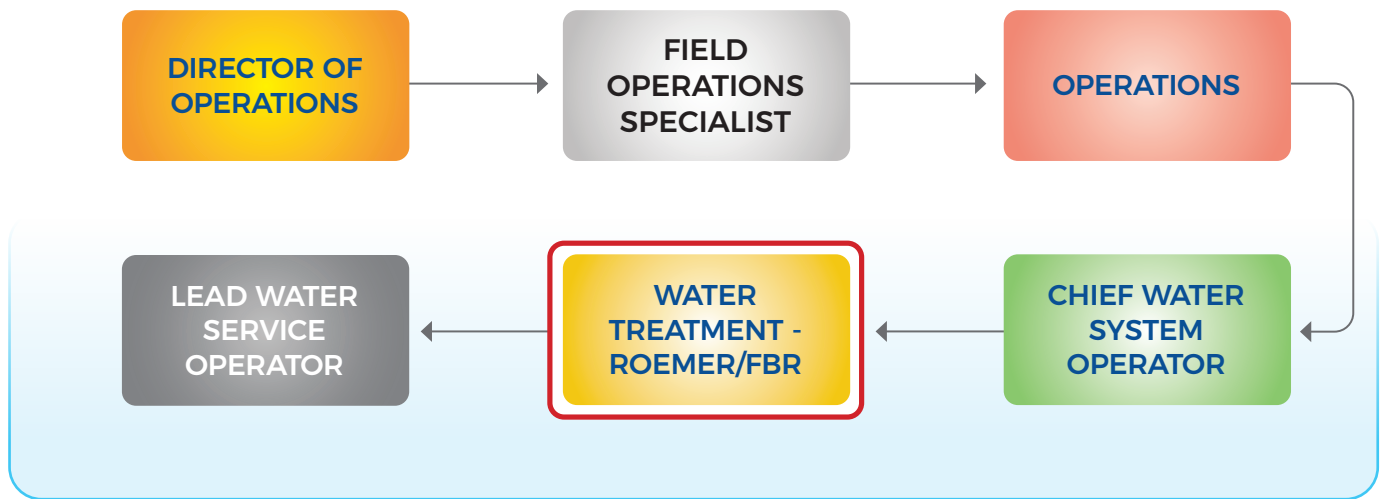 DIRECTOR OF
OPERATIONS
FIELD
OPERATIONS
SPECIALIST
OPERATIONS
CHIEF WATER
SYSTEM
OPERATOR
WATER
TREATMENT -
ROEMER/FBR
LEAD WATER
SERVICE
OPERATOR